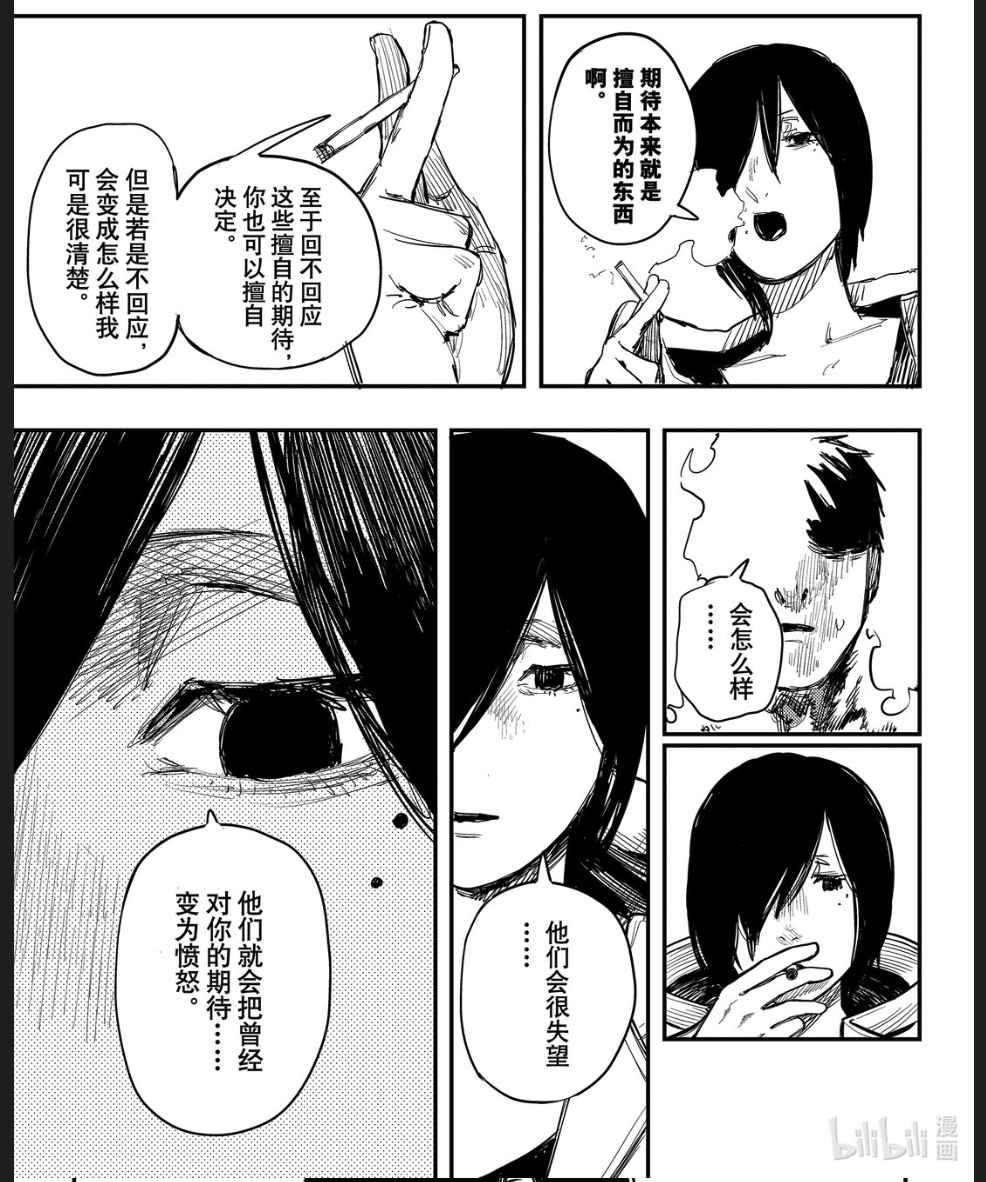 期待本来就是
擅自而为的东西
啊。
至于回不回应
这些擅自的期待，
你也可以擅自
决定。
但是若是不回应，
会变成怎么样我
可是很清楚。
会怎么样
……
他们会很失望
……
他们就会把曾经
对你的期待……
变为愤怒。
bilibili 漫画